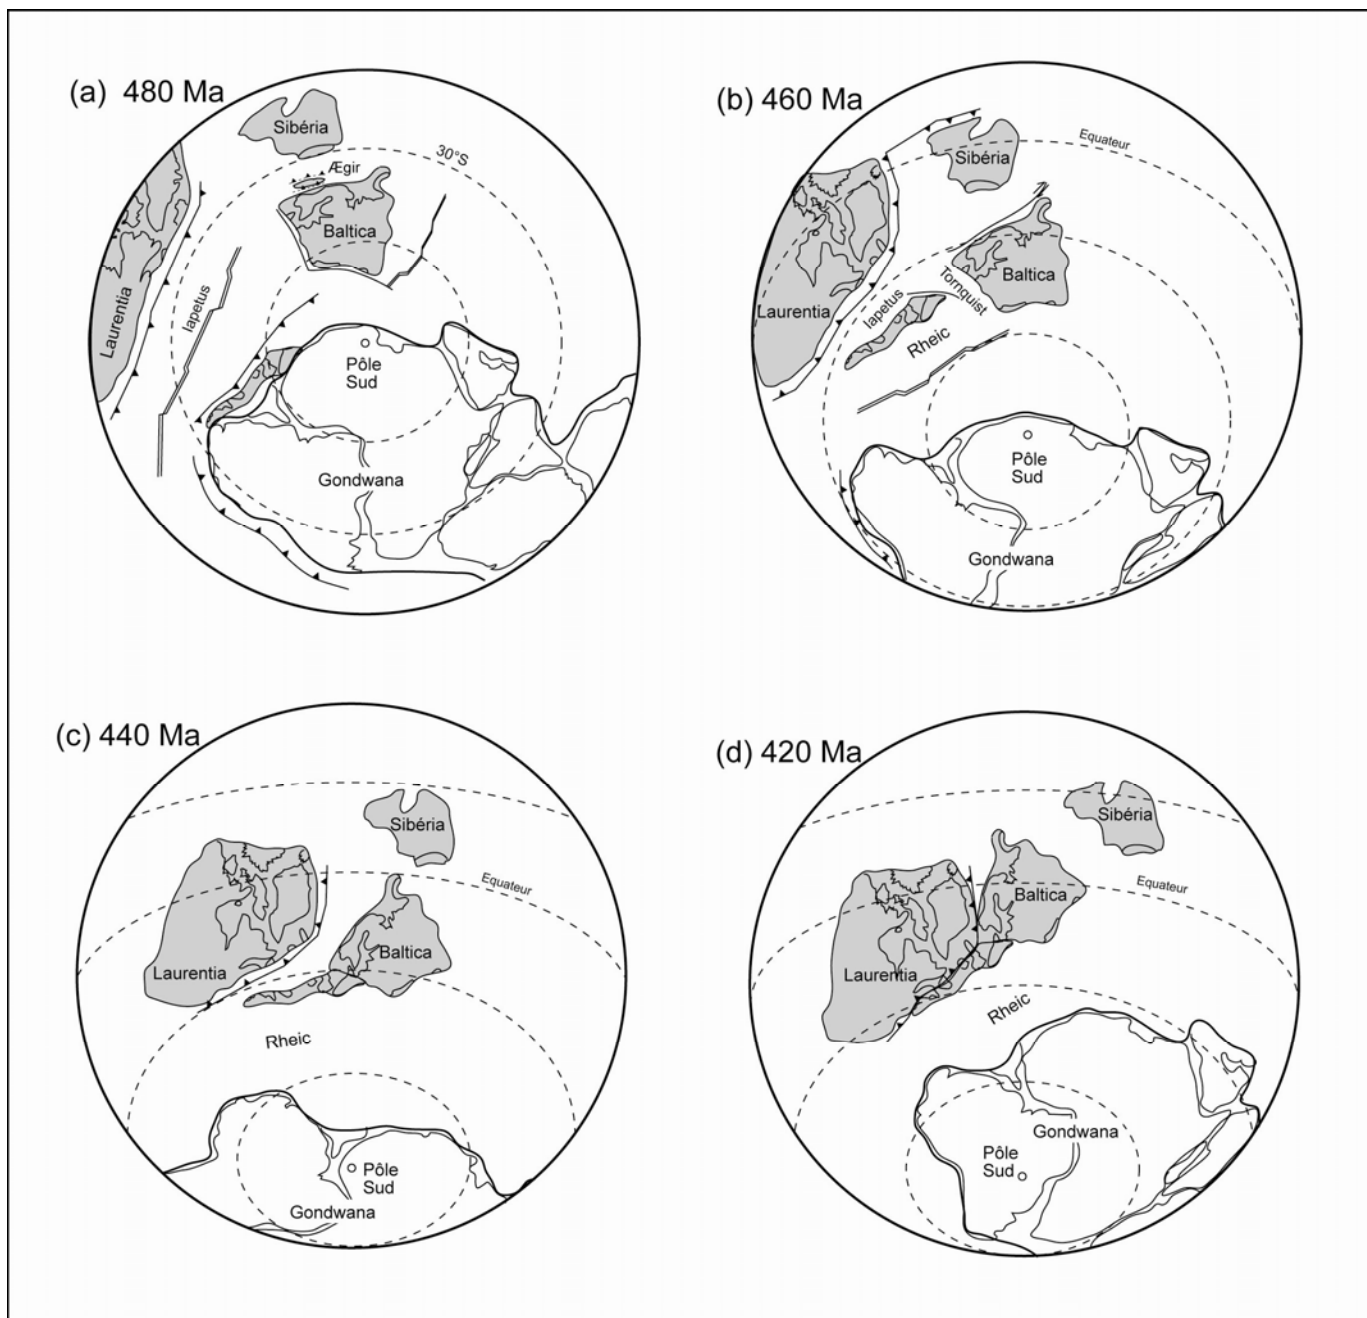 (a) 480 Ma
Sibéria
30°S
Ægir
Baltica
Laurentia
Iapetus
Pôle
Sud
Gondwana
(b) 460 Ma
Equateur
Sibéria
Baltica
Tornquist
Iapetus
Laurentia
Rheic
Pôle
Sud
Gondwana
(c) 440 Ma
Sibéria
Equateur
Baltica
Laurentia
Rheic
Pôle
Sud
Gondwana
(d) 420 Ma
Sibéria
Equateur
Baltica
Laurentia
Rheic
Gondwana
Pôle
Sud